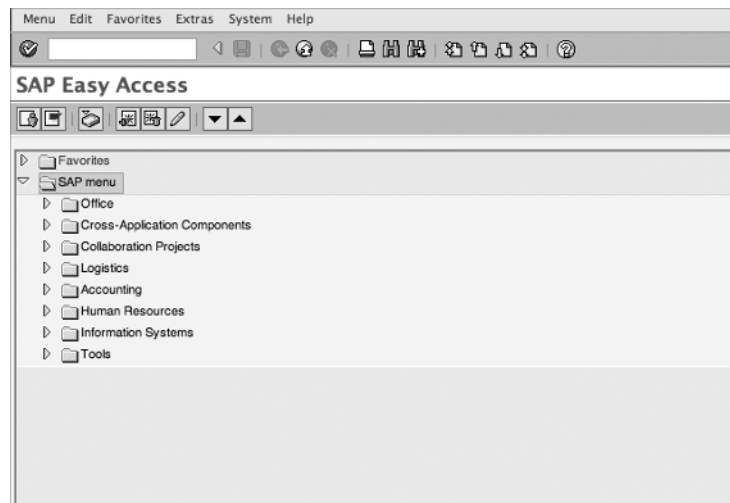 Menu Edit Favorites Extras System Help
SAP Easy Access
Favorites
SAP menu
Office
Cross-Application Components
Collaboration Projects
Logistics
Accounting
Human Resources
Information Systems
Tools